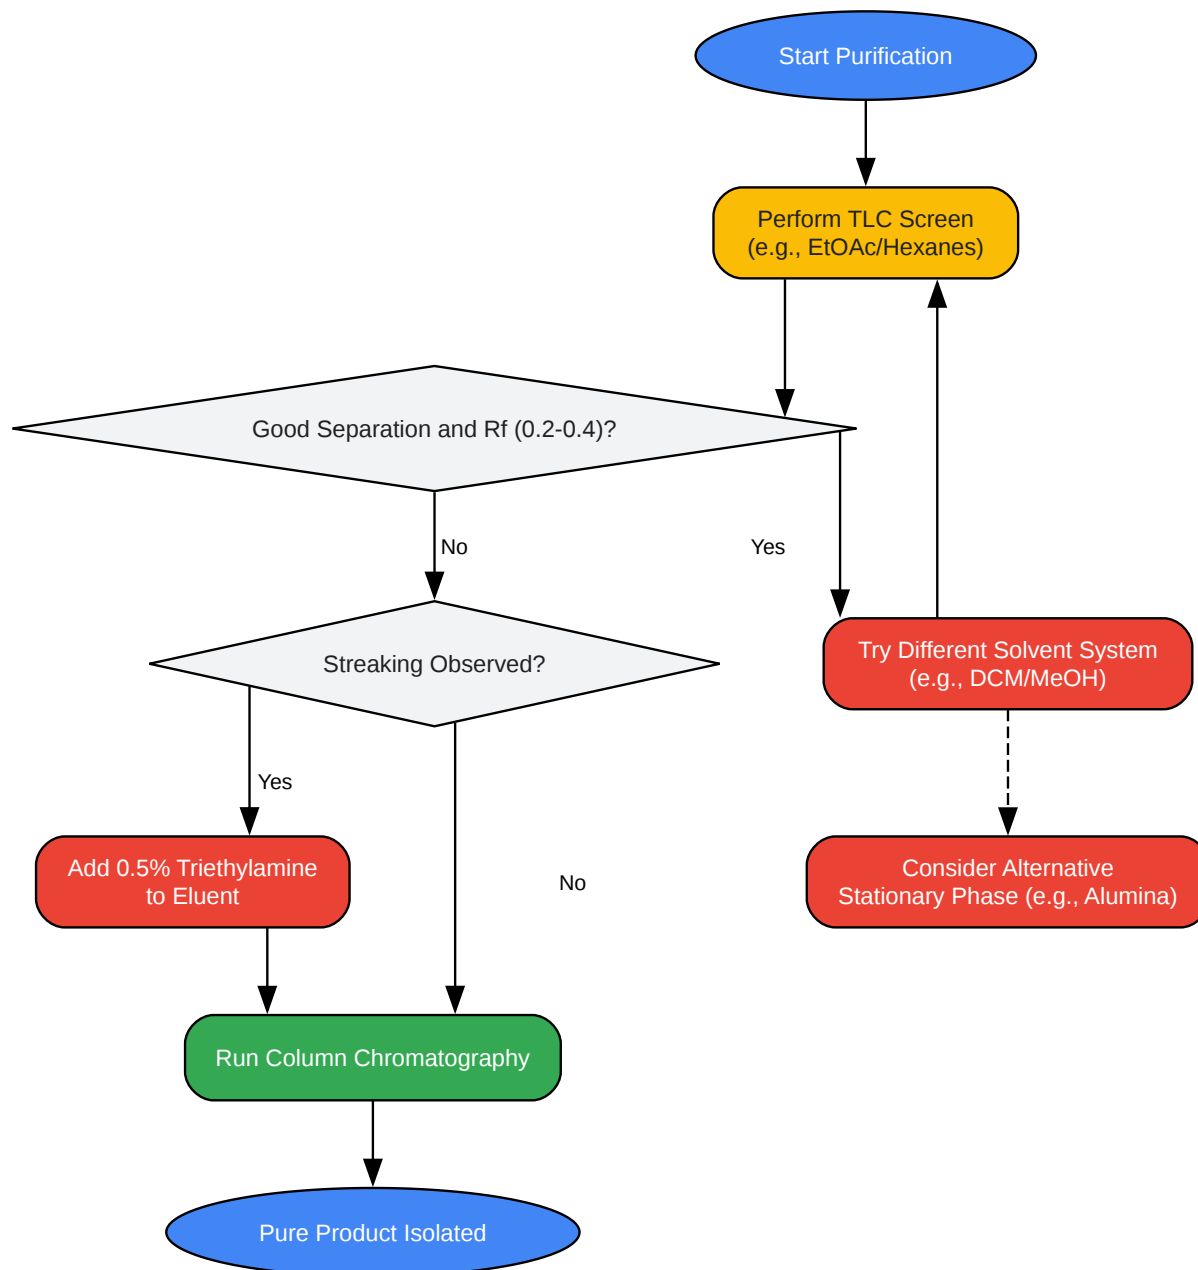 Start Purification
Perform TLC Screen
(e.g., EtOAc/Hexanes)
Good Separation and Rf (0.2-0.4)?
No
Yes
Try Different Solvent System
(e.g., DCM/MeOH)
Streaking Observed?
Yes
No
Add 0.5% Triethylamine
to Eluent
Consider Alternative
Stationary Phase (e.g., Alumina)
Run Column Chromatography
Pure Product Isolated